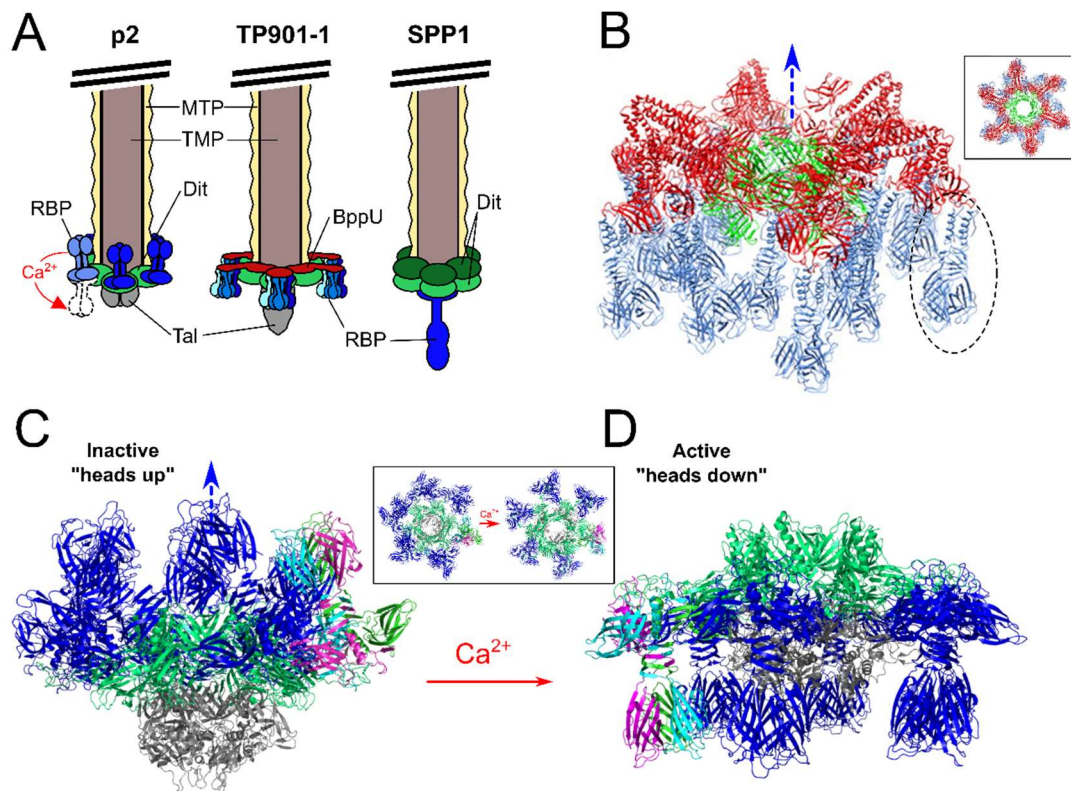 A
p2
TP901-1
SPP1
MTP
TMP
Dit
RBP
Ca2+
BppU
Dit
Tal
RBP
B
C
Inactive
"heads up"
Ca2+
Ca2+
D
Active
"heads down"